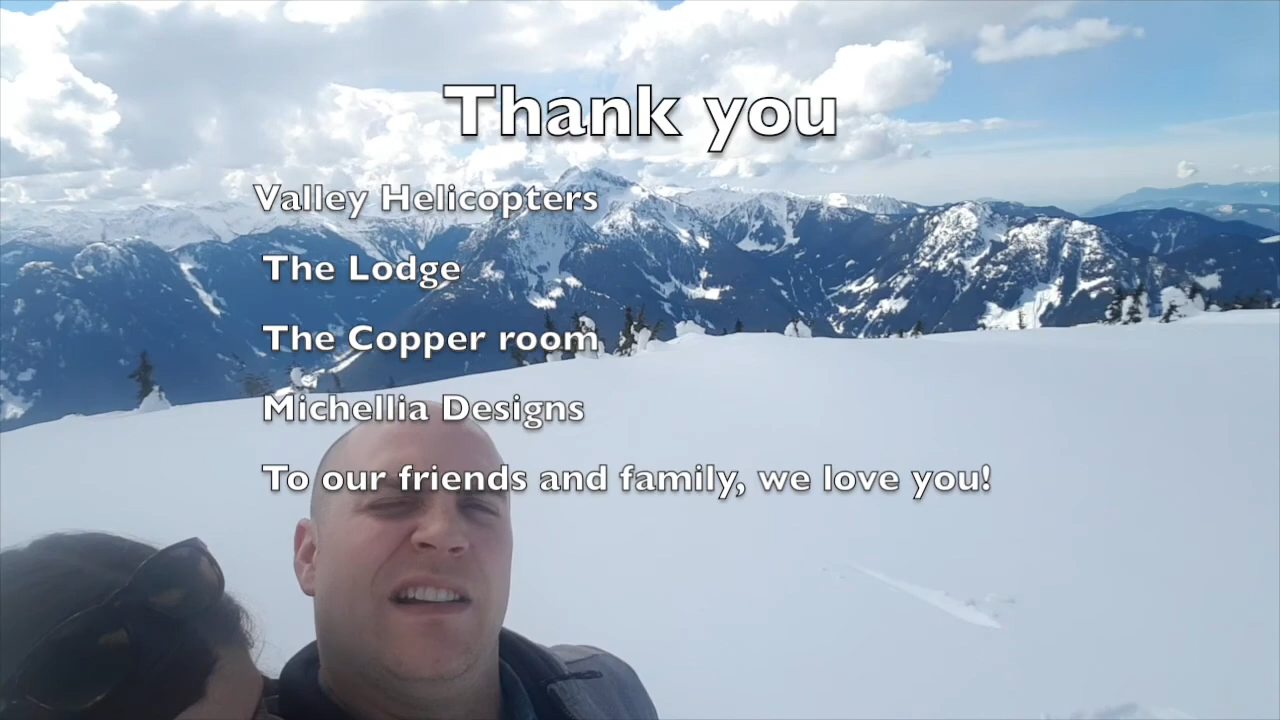 Thank you
Valley Helicopters
The Lodge
The Copper room
Michellia Designs
To our friends and family, we love you!